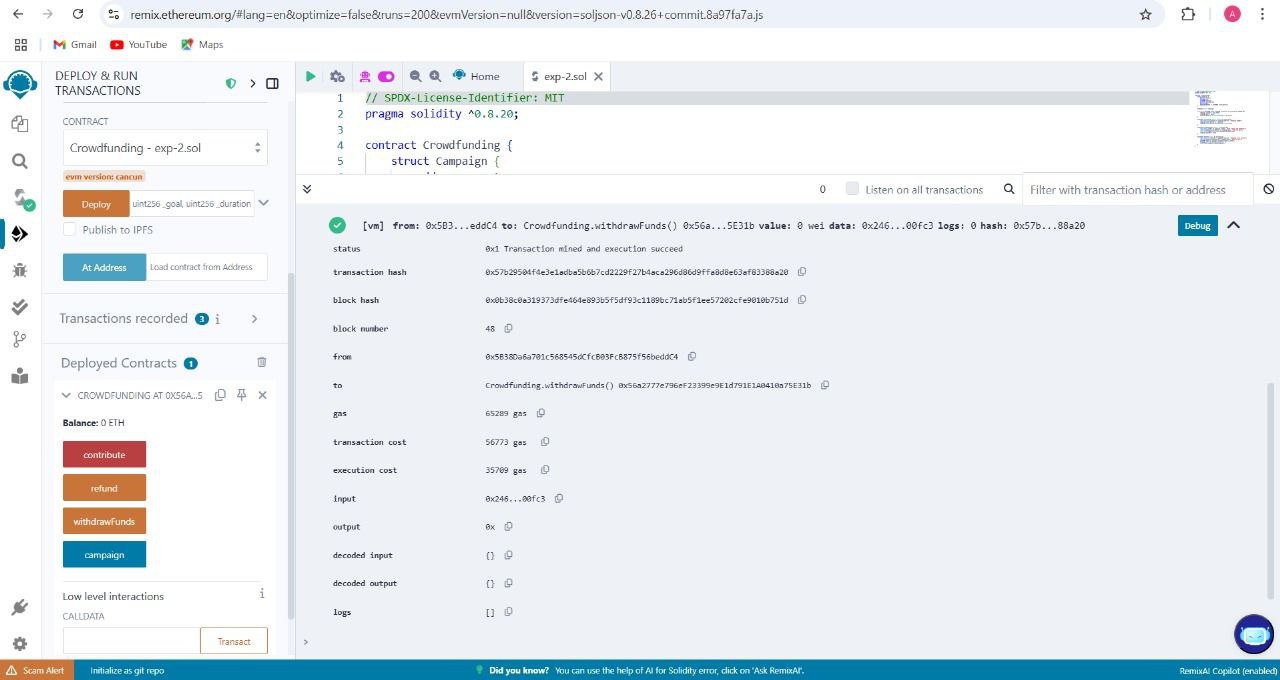 remix.ethereum.org/#lang=en&optimize=false&runs=200&evmVersion=null&version=soljson-v0.8.26+commit.8a97fa7a.js
A
Gmail YouTube Maps
DEPLOY & RUN
TRANSACTIONS
CONTRACT
Crowdfunding - exp-2.sol
evm version: cancun
Deploy uint256 _goal, uint256 _duration
Publish to IPFS
At Address Load contract from Address
Transactions recorded 3 i
Deployed Contracts 1
CROWDFUNDING AT 0X56A...5
Balance: 0 ETH
contribute
refund
withdrawFunds
campaign
Low level interactions i
CALLDATA
Transact
Home exp-2.sol
1 // SPDX-License-Identifier: MIT
2 pragma solidity ^0.8.20;
3
4 contract Crowdfunding {
5 struct Campaign {
0 Listen on all transactions Filter with transaction hash or address
[vm] from: 0x5B3...eddC4 to: Crowdfunding.withdrawFunds() 0x56a...5E31b value: 0 wei data: 0x246...00fc3 logs: 0 hash: 0x57b...88a20 Debug
status 0x1 Transaction mined and execution succeed
transaction hash 0x57b29504f4e3e1adba5b6b7cd2229f27b4aca296d86d9ffa8d8e63af83388a20
block hash 0x0b38c0a319373dfe464e893b5f5df93c1189bc71ab5f1ee57202cfe9010b751d
block number 48
from 0x5B38Da6a701c568545dCfcB03FcB875f56beddC4
to Crowdfunding.withdrawFunds() 0x56a2777e796eF23399e9E1d791E1A0410a75E31b
gas 65289 gas
transaction cost 56773 gas
execution cost 35709 gas
input 0x246...00fc3
output 0x
decoded input {}
decoded output {}
logs []
>
Scam Alert Initialize as git repo Did you know? You can use the help of AI for Solidity error, click on 'Ask RemixAI'. RemixAI Copilot (enabled)